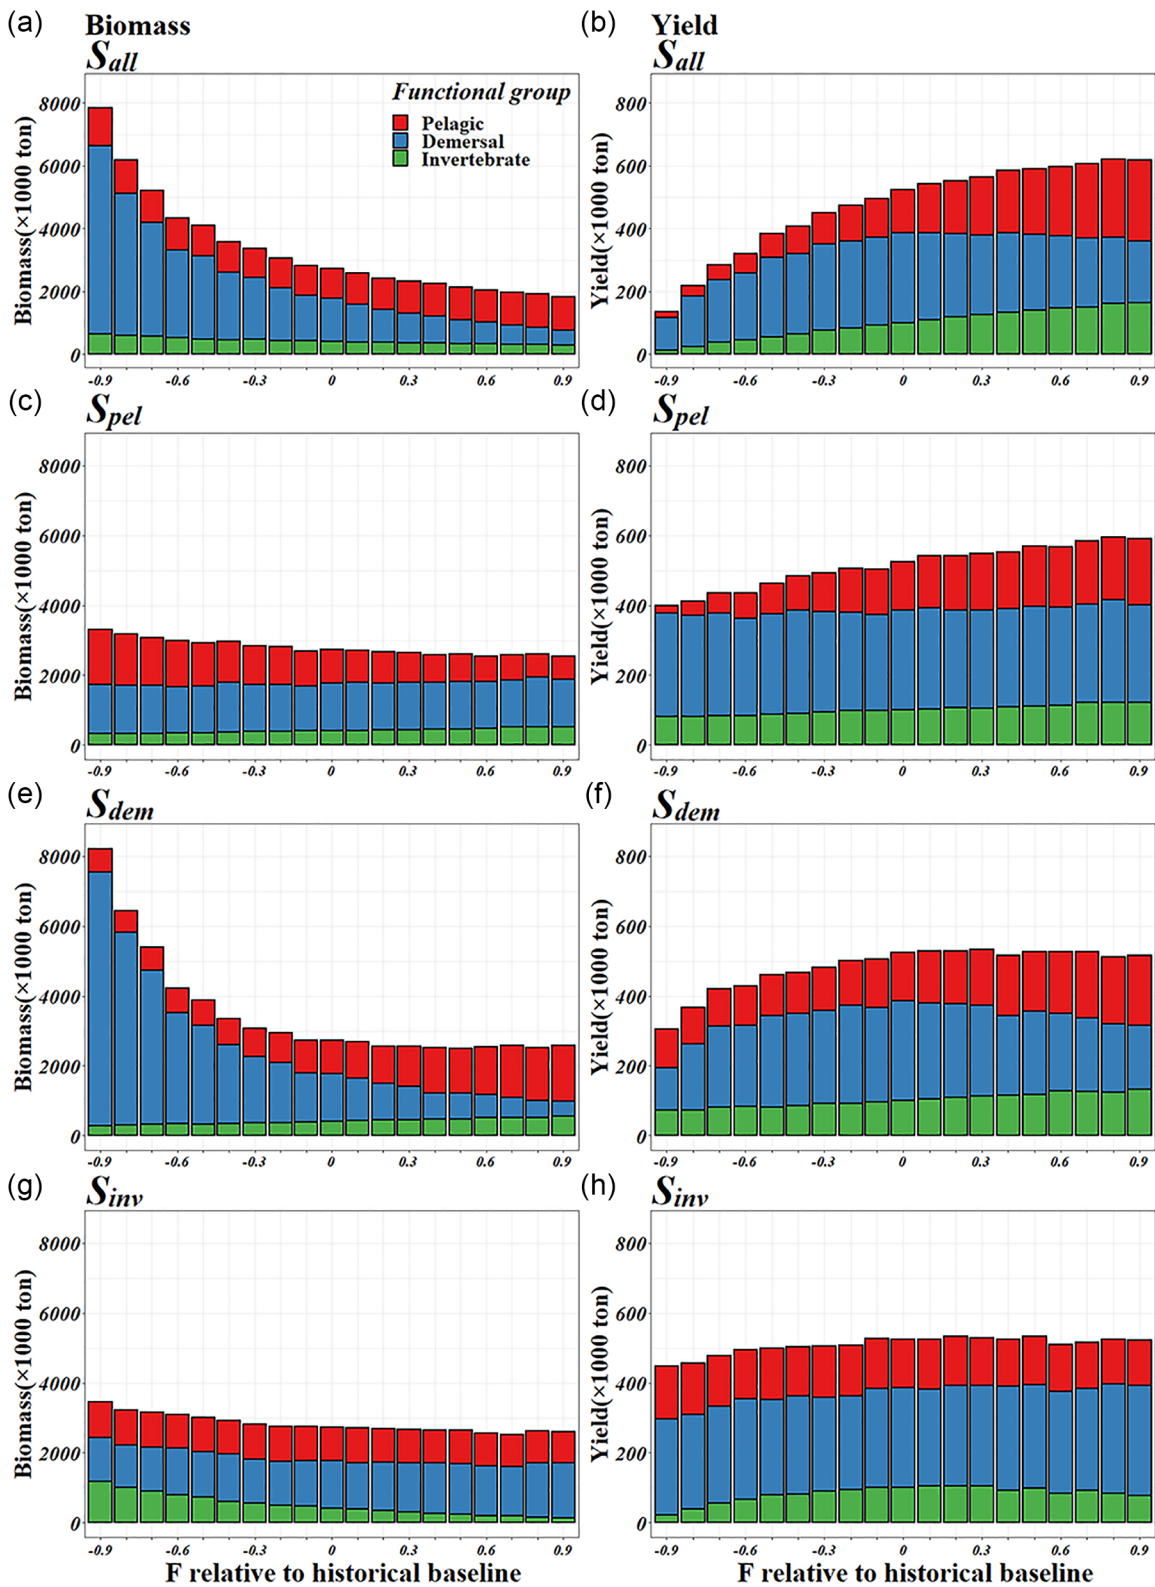 (a) Biomass (b) Yield
Sall Sall
Functional group
Pelagic
Demersal
Invertebrate
Biomass(×1000 ton)
8000
6000
4000
2000
0
-0.9 -0.6 -0.3 0 0.3 0.6 0.9
Yield(×1000 ton)
800
600
400
200
0
-0.9 -0.6 -0.3 0 0.3 0.6 0.9
(c) Spel (d) Spel
Biomass(×1000 ton)
8000
6000
4000
2000
0
-0.9 -0.6 -0.3 0 0.3 0.6 0.9
Yield(×1000 ton)
800
600
400
200
0
-0.9 -0.6 -0.3 0 0.3 0.6 0.9
(e) Sdem (f) Sdem
Biomass(×1000 ton)
8000
6000
4000
2000
0
-0.9 -0.6 -0.3 0 0.3 0.6 0.9
Yield(×1000 ton)
800
600
400
200
0
-0.9 -0.6 -0.3 0 0.3 0.6 0.9
(g) Sinv (h) Sinv
Biomass(×1000 ton)
8000
6000
4000
2000
0
-0.9 -0.6 -0.3 0 0.3 0.6 0.9
F relative to historical baseline
Yield(×1000 ton)
800
600
400
200
0
-0.9 -0.6 -0.3 0 0.3 0.6 0.9
F relative to historical baseline